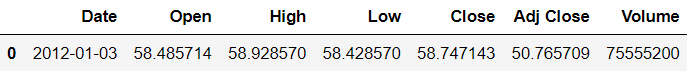 Date Open High Low Close Adj Close Volume
0 2012-01-03 58.485714 58.928570 58.428570 58.747143 50.765709 75555200